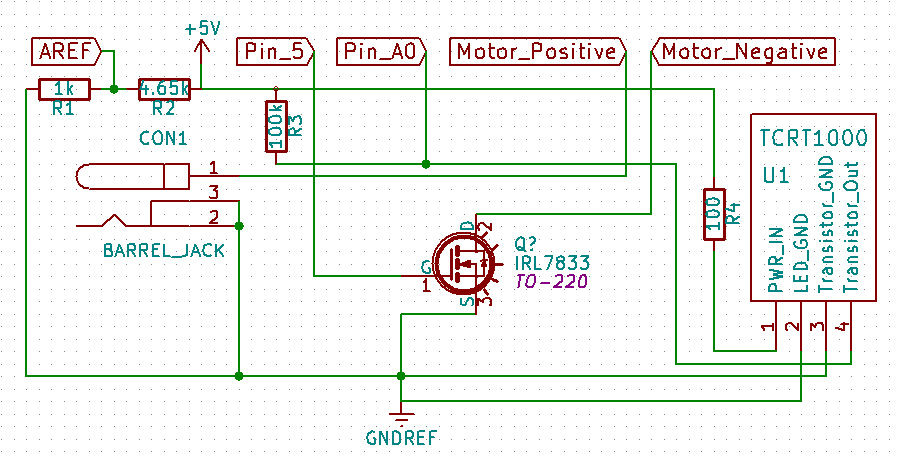 +5V
AREF
Pin_5
Pin_A0
Motor_Positive
Motor_Negative
1k
R1
4.65k
R2
100k
R3
CON1
1
3
2
BARREL_JACK
TCRT1000
U1
PWR_IN
LED_GND
Transistor_GND
Transistor_Out
1
2
3
4
100
R4
D
2
G
1
S
3
Q?
IRL7833
TO-220
GNDREF